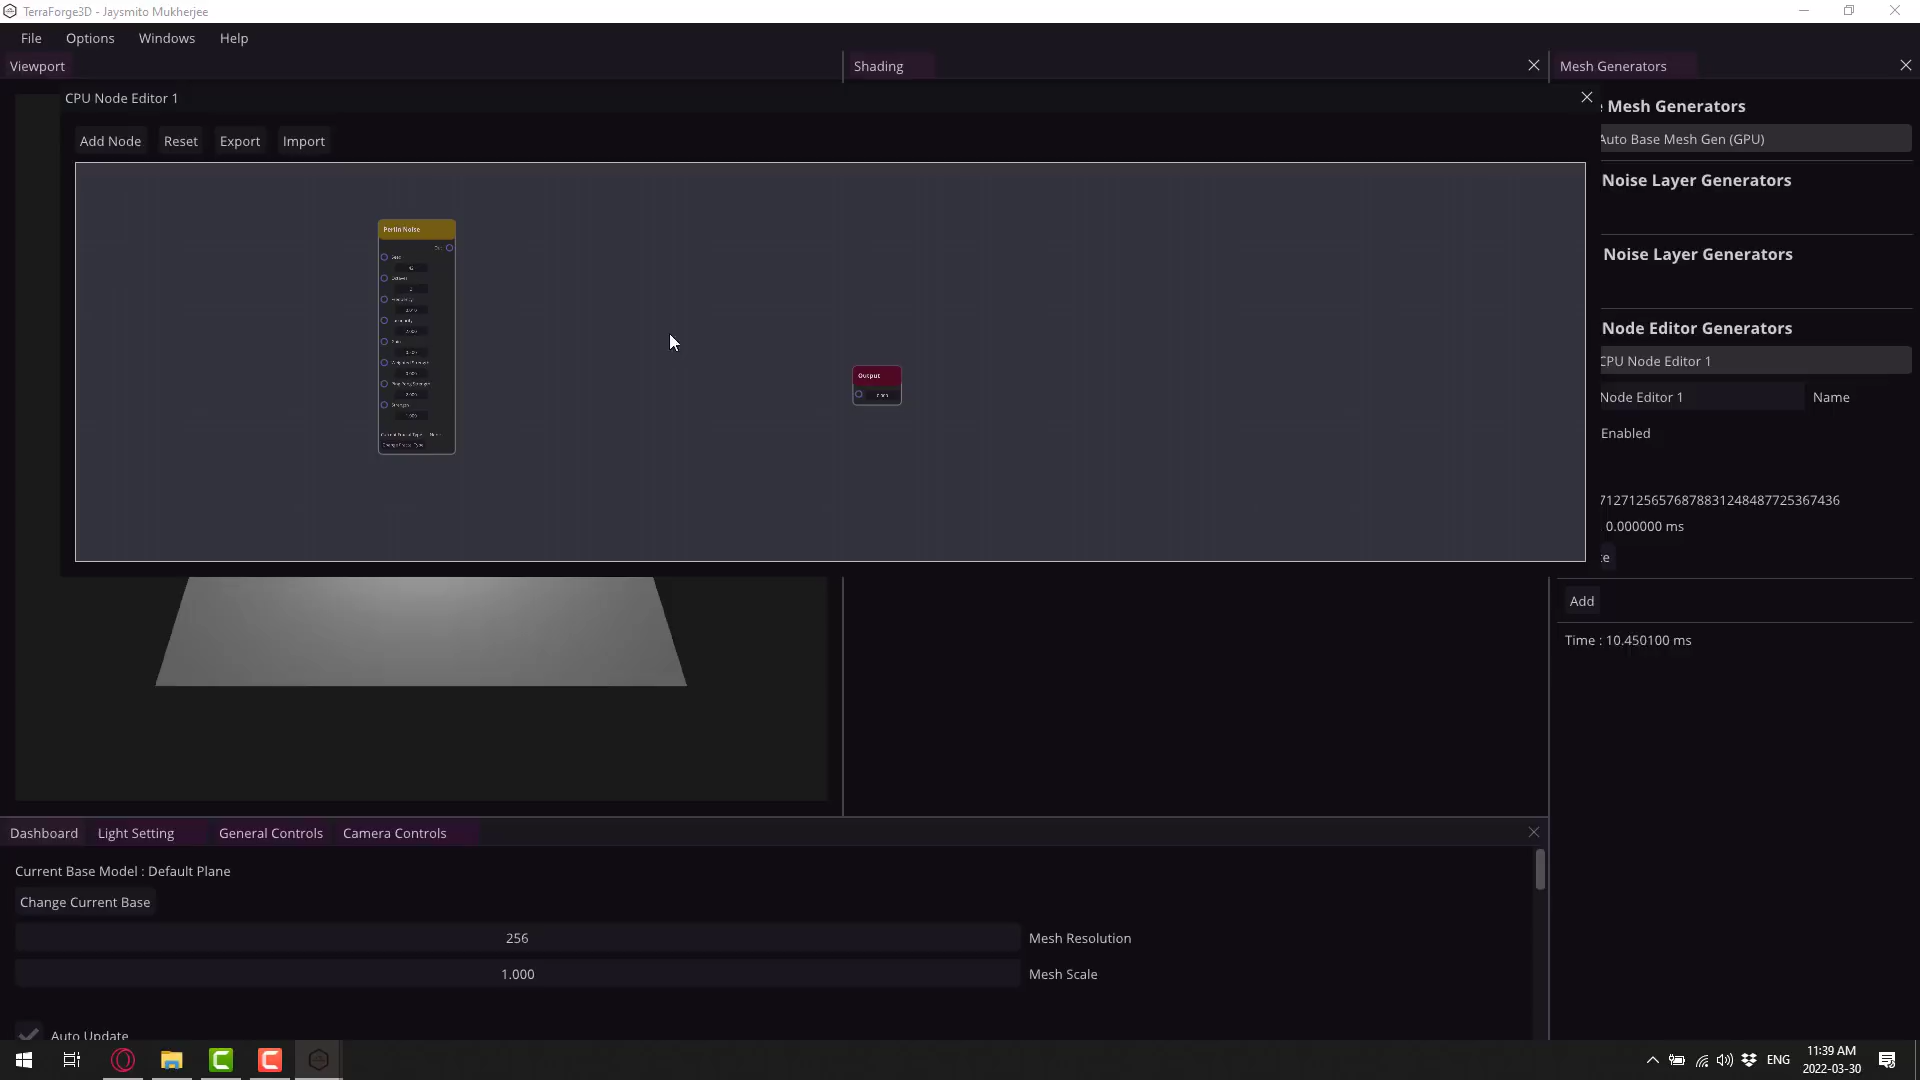 TerraForge3D - Jaysmito Mukherjee
File Options Windows Help
Viewport
Shading
Mesh Generators
CPU Node Editor 1
Mesh Generators
Add Node Reset Export Import
Auto Base Mesh Gen (GPU)
Noise Layer Generators
Perlin Noise
Noise Layer Generators
Node Editor Generators
CPU Node Editor 1
Output
Node Editor 1 Name
0.000
Enabled
71271256576878831248487725367436
0.000000 ms
Add
Time : 10.450100 ms
Dashboard Light Setting General Controls Camera Controls
Current Base Model : Default Plane
Change Current Base
256 Mesh Resolution
1.000 Mesh Scale
Auto Update
ENG
11:39 AM
2022-03-30